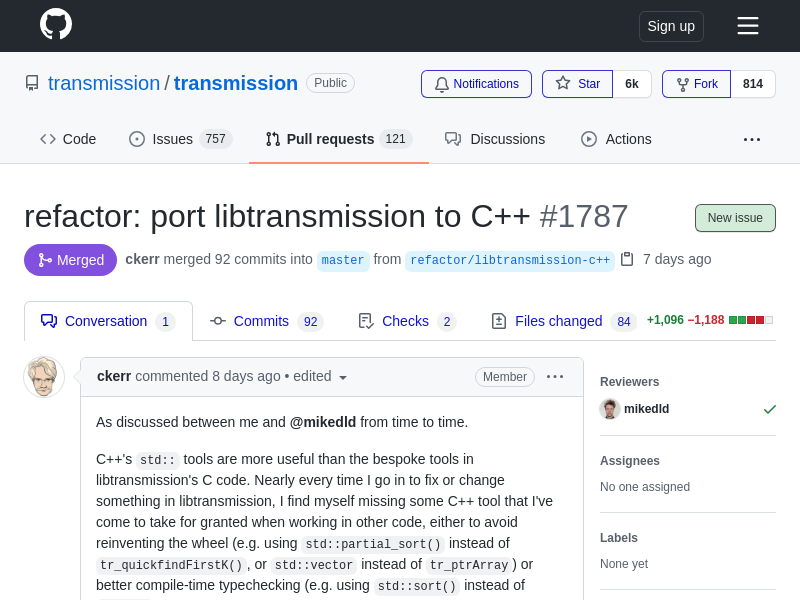 Sign up
transmission / transmission Public
Notifications Star 6k Fork 814
Code Issues 757 Pull requests 121 Discussions Actions ...
refactor: port libtransmission to C++ #1787
New issue
Merged ckerr merged 92 commits into master from refactor/libtransmission-c++ 7 days ago
Conversation 1 Commits 92 Checks 2 Files changed 84 +1,096 −1,188
ckerr commented 8 days ago • edited Member ...
As discussed between me and @mikedld from time to time.
C++'s std:: tools are more useful than the bespoke tools in
libtransmission's C code. Nearly every time I go in to fix or change
something in libtransmission, I find myself missing some C++ tool that I've
come to take for granted when working in other code, either to avoid
reinventing the wheel (e.g. using std::partial_sort() instead of
tr_quickfindFirstK(), or std::vector instead of tr_ptrArray) or
better compile-time typechecking (e.g. using std::sort() instead of
Reviewers
mikedld
Assignees
No one assigned
Labels
None yet